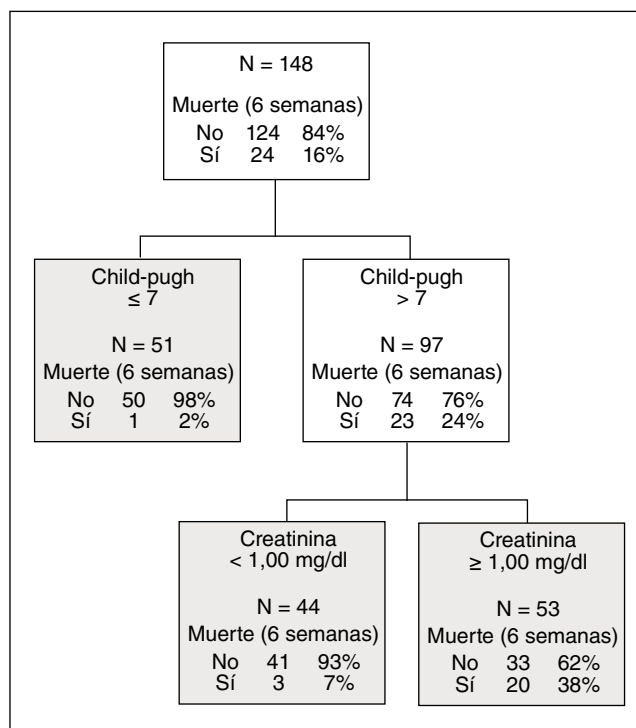 N = 148
Muerte (6 semanas)
No 124 84%
Sí 24 16%
Child-pugh
≤ 7
N = 51
Muerte (6 semanas)
No 50 98%
Sí 1 2%
Child-pugh
> 7
N = 97
Muerte (6 semanas)
No 74 76%
Sí 23 24%
Creatinina
< 1,00 mg/dl
N = 44
Muerte (6 semanas)
No 41 93%
Sí 3 7%
Creatinina
≥ 1,00 mg/dl
N = 53
Muerte (6 semanas)
No 33 62%
Sí 20 38%